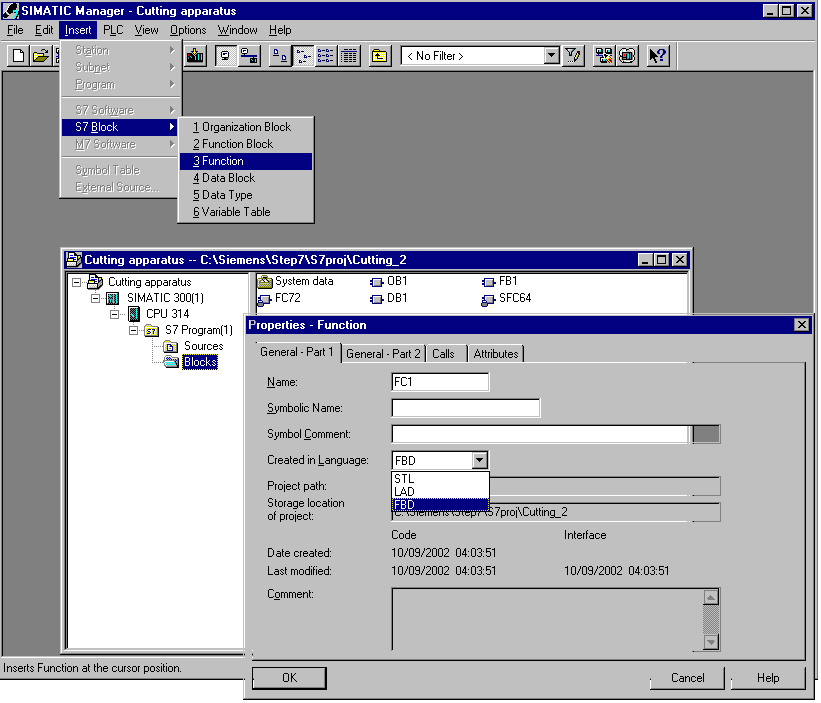 SIMATIC Manager - Cutting apparatus
File Edit Insert PLC View Options Window Help
< No Filter >
Station
Subnet
Program
S7 Software
S7 Block
M7 Software
Symbol Table
External Source...
1 Organization Block
2 Function Block
3 Function
4 Data Block
5 Data Type
6 Variable Table
Cutting apparatus -- C:\Siemens\Step7\S7proj\Cutting_2
Cutting apparatus
SIMATIC 300(1)
CPU 314
S7 Program(1)
Sources
Blocks
System data OB1 FB1
FC72 DB1 SFC64
Properties - Function
General - Part 1 General - Part 2 Calls Attributes
Name: FC1
Symbolic Name:
Symbol Comment:
Created in Language: FBD
STL
LAD
FBD
Project path:
Storage location
of project: C:\Siemens\Step7\S7proj\Cutting_2
Code Interface
Date created: 10/09/2002 04:03:51
Last modified: 10/09/2002 04:03:51 10/09/2002 04:03:51
Comment:
OK Cancel Help
Inserts Function at the cursor position.